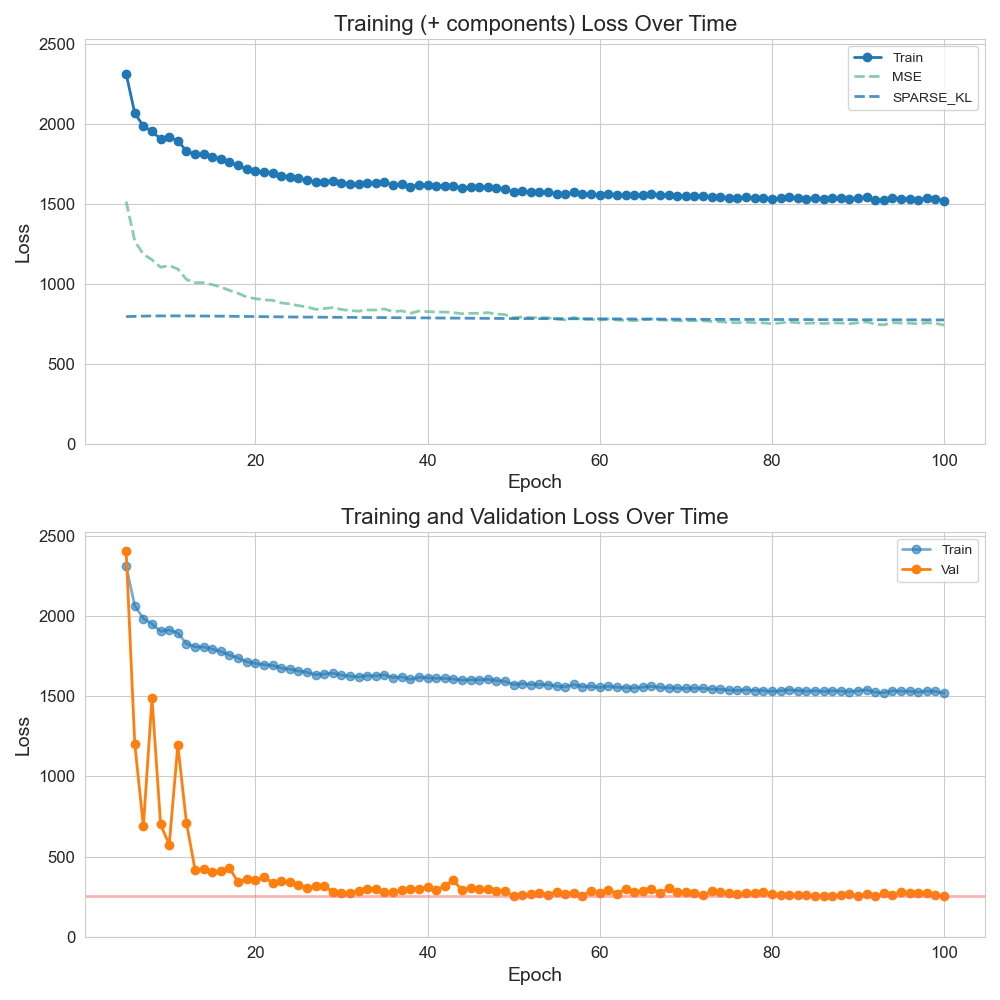 Training (+ components) Loss Over Time
2500
2000
1500
1000
500
0
Loss
Train
MSE
SPARSE_KL
20
40
60
80
100
Epoch
Training and Validation Loss Over Time
2500
2000
1500
1000
500
0
Loss
Train
Val
20
40
60
80
100
Epoch